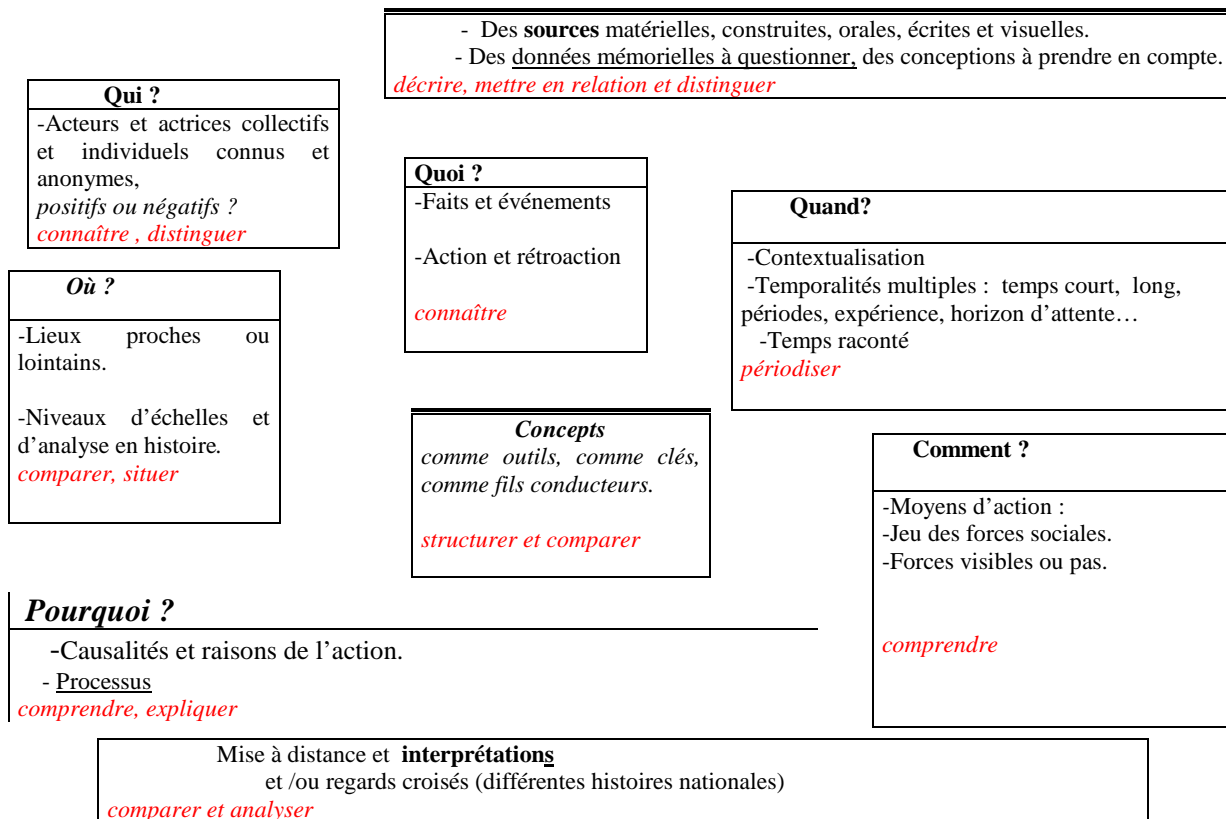 - Des sources matérielles, construites, orales, écrites et visuelles.
- Des données mémorielles à questionner, des conceptions à prendre en compte.
décrire, mettre en relation et distinguer
Qui ?
-Acteurs et actrices collectifs
et individuels connus et
anonymes,
positifs ou négatifs ?
connaître , distinguer
Quoi ?
-Faits et événements
-Action et rétroaction
connaître
Quand?
-Contextualisation
-Temporalités multiples : temps court, long,
périodes, expérience, horizon d'attente…
-Temps raconté
périodiser
Où ?
-Lieux proches ou
lointains.
-Niveaux d'échelles et
d'analyse en histoire.
comparer, situer
Concepts
comme outils, comme clés,
comme fils conducteurs.
structurer et comparer
Comment ?
-Moyens d'action :
-Jeu des forces sociales.
-Forces visibles ou pas.
comprendre
Pourquoi ?
-Causalités et raisons de l'action.
- Processus
comprendre, expliquer
Mise à distance et interprétations
et /ou regards croisés (différentes histoires nationales)
comparer et analyser